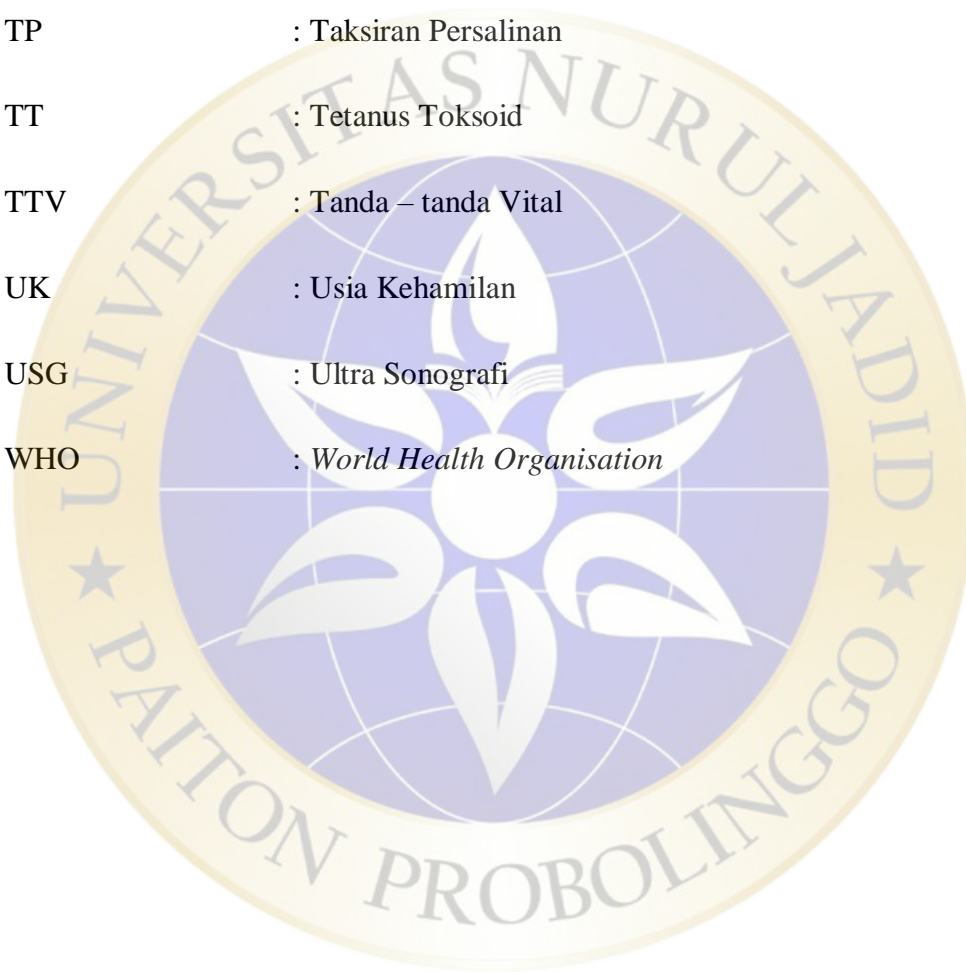 TP : Taksiran Persalinan
TT : Tetanus Toksoid
TTV : Tanda – tanda Vital
UK : Usia Kehamilan
USG : Ultra Sonografi
WHO : World Health Organisation
UNIVERSITAS NURUL JADID
★ PAITON PROBOLINGGO ★